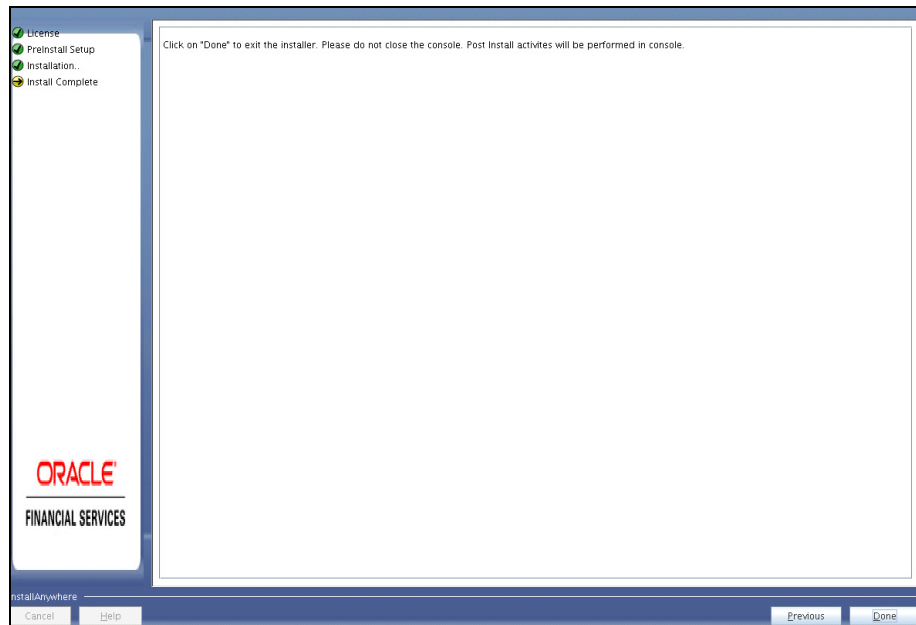 License
PreInstall Setup
Installation..
Install Complete
Click on "Done" to exit the installer. Please do not close the console. Post Install activites will be performed in console.
ORACLE
FINANCIAL SERVICES
nstallAnywhere
Cancel
Help
Previous
Done